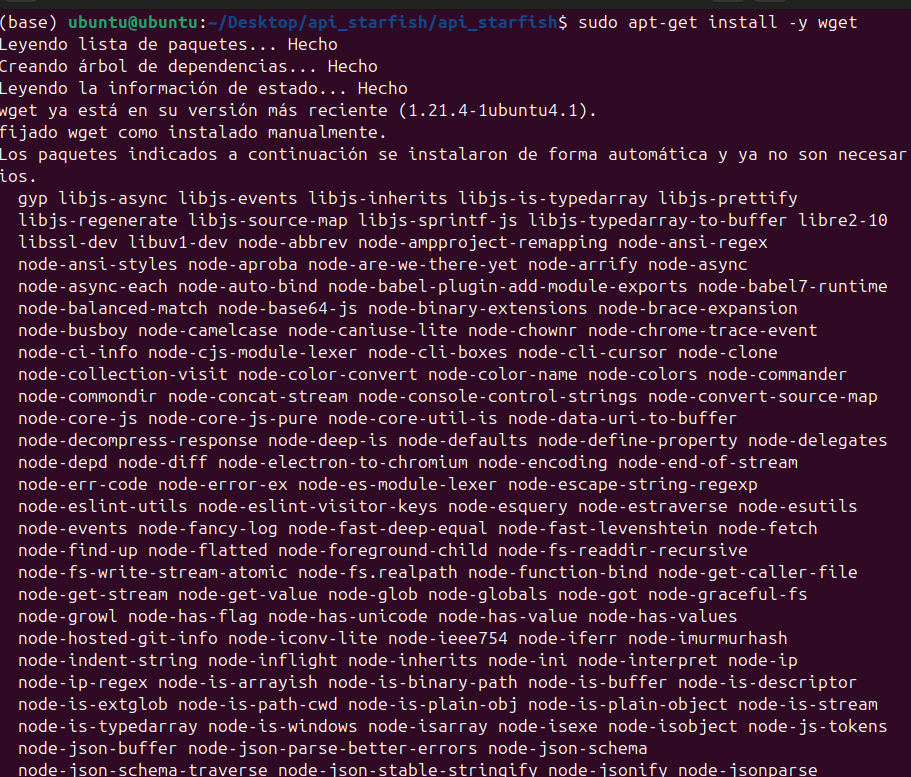 (base) ubuntu@ubuntu:~/Desktop/api_starfish/api_starfish$ sudo apt-get install -y wget
Leyendo lista de paquetes... Hecho
Creando árbol de dependencias... Hecho
Leyendo la información de estado... Hecho
wget ya está en su versión más reciente (1.21.4-1ubuntu4.1).
fijado wget como instalado manualmente.
Los paquetes indicados a continuación se instalaron de forma automática y ya no son necesar
ios.
gyp libjs-async libjs-events libjs-inherits libjs-is-typedarray libjs-prettify
libjs-regenerate libjs-source-map libjs-sprintf-js libjs-typedarray-to-buffer libre2-10
libssl-dev libuv1-dev node-abbrev node-ampproject-remapping node-ansi-regex
node-ansi-styles node-aproba node-are-we-there-yet node-arrify node-async
node-async-each node-auto-bind node-babel-plugin-add-module-exports node-babel7-runtime
node-balanced-match node-base64-js node-binary-extensions node-brace-expansion
node-busboy node-camelcase node-caniuse-lite node-chownr node-chrome-trace-event
node-ci-info node-cjs-module-lexer node-cli-boxes node-cli-cursor node-clone
node-collection-visit node-color-convert node-color-name node-colors node-commander
node-commondir node-concat-stream node-console-control-strings node-convert-source-map
node-core-js node-core-js-pure node-core-util-is node-data-uri-to-buffer
node-decompress-response node-deep-is node-defaults node-define-property node-delegates
node-depd node-diff node-electron-to-chromium node-encoding node-end-of-stream
node-err-code node-error-ex node-es-module-lexer node-escape-string-regexp
node-eslint-utils node-eslint-visitor-keys node-esquery node-estraverse node-esutils
node-events node-fancy-log node-fast-deep-equal node-fast-levenshtein node-fetch
node-find-up node-flatted node-foreground-child node-fs-readdir-recursive
node-fs-write-stream-atomic node-fs.realpath node-function-bind node-get-caller-file
node-get-stream node-get-value node-glob node-globals node-got node-graceful-fs
node-growl node-has-flag node-has-unicode node-has-value node-has-values
node-hosted-git-info node-iconv-lite node-ieee754 node-iferr node-imurmurhash
node-indent-string node-inflight node-inherits node-ini node-interpret node-ip
node-ip-regex node-is-arrayish node-is-binary-path node-is-buffer node-is-descriptor
node-is-extglob node-is-path-cwd node-is-plain-obj node-is-plain-object node-is-stream
node-is-typedarray node-is-windows node-isarray node-isexe node-isobject node-js-tokens
node-json-buffer node-json-parse-better-errors node-json-schema
node-json-schema-traverse node-json-stable-stringify node-jsonify node-jsonparse